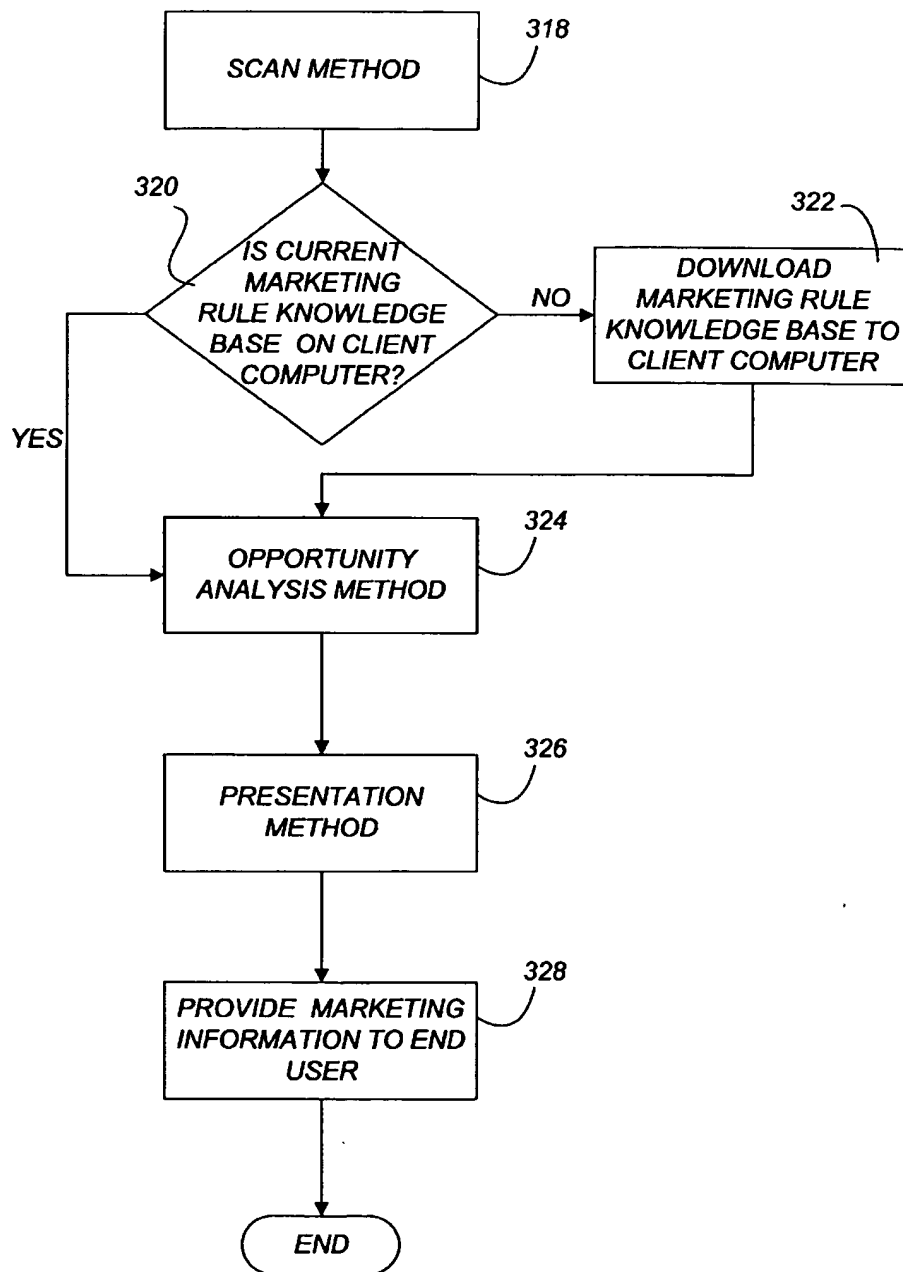 318
SCAN METHOD
320
IS CURRENT
MARKETING
RULE KNOWLEDGE
BASE ON CLIENT
COMPUTER?
NO
322
DOWNLOAD
MARKETING RULE
KNOWLEDGE BASE TO
CLIENT COMPUTER
YES
324
OPPORTUNITY
ANALYSIS METHOD
326
PRESENTATION
METHOD
328
PROVIDE MARKETING
INFORMATION TO END
USER
END